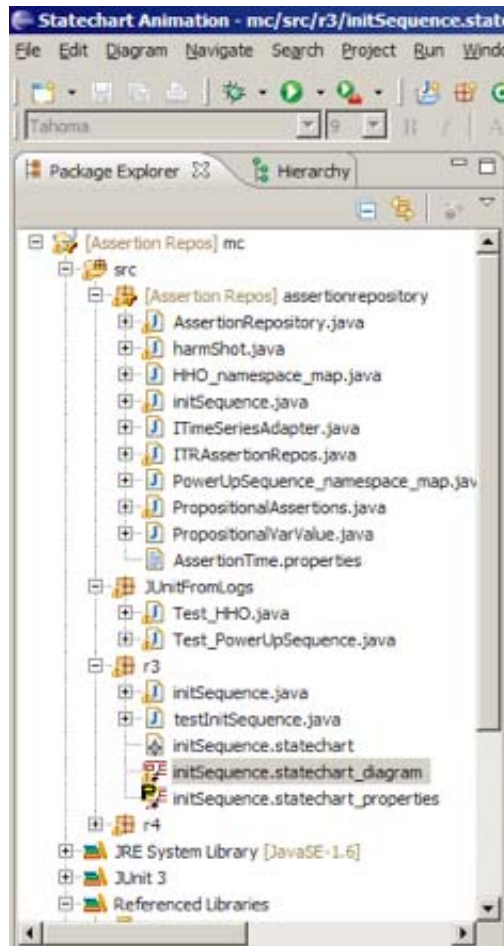 Statechart Animation - mc/src/r3/initSequence.state
File Edit Diagram Navigate Search Project Run Windo
Tahoma 9 B I A
Package Explorer Hierarchy
[Assertion Repos] mc
src
[Assertion Repos] assertionrepository
AssertionRepository.java
harmShot.java
HHO_namespace_map.java
initSequence.java
ITimeSeriesAdapter.java
ITRAssertionRepos.java
PowerUpSequence_namespace_map.jav
PropositionalAssertions.java
PropositionalVarValue.java
AssertionTime.properties
JUnitFromLogs
Test_HHO.java
Test_PowerUpSequence.java
r3
initSequence.java
testInitSequence.java
initSequence.statechart
initSequence.statechart_diagram
initSequence.statechart_properties
r4
JRE System Library [JavaSE-1.6]
JUnit 3
Referenced Libraries